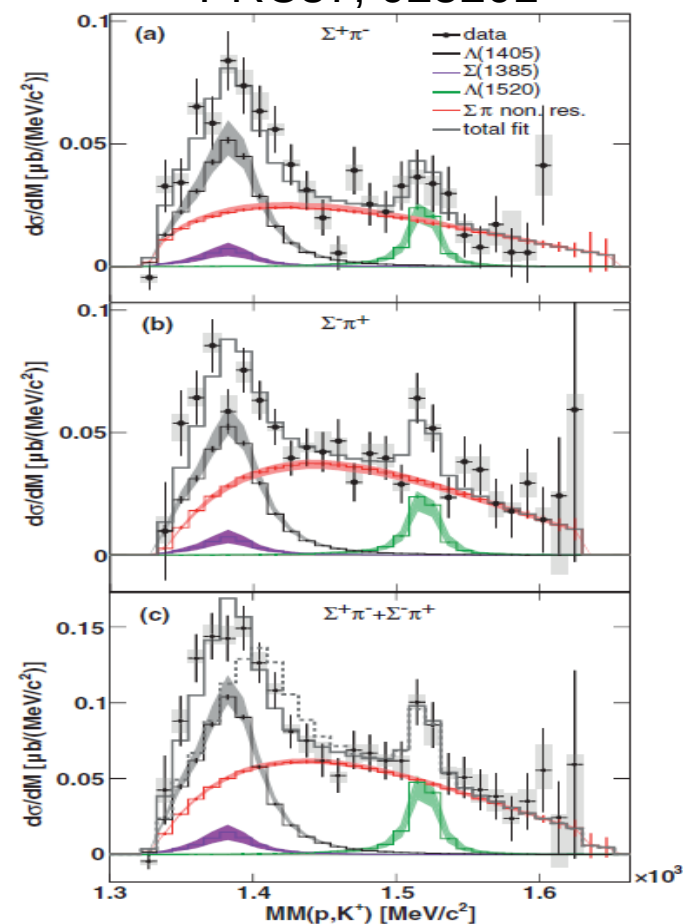 (a) Σ⁺π⁻
data
Λ(1405)
Σ(1385)
Λ(1520)
Σπ non. res.
total fit
dσ/dM [μb/(MeV/c²)]
0.1
0.05
0
(b) Σ⁻π⁺
dσ/dM [μb/(MeV/c²)]
0.1
0.05
0
(c) Σ⁺π⁻+Σ⁻π⁺
dσ/dM [μb/(MeV/c²)]
0.15
0.1
0.05
0
×10³
1.3 1.4 1.5 1.6
MM(p,K⁺) [MeV/c²]